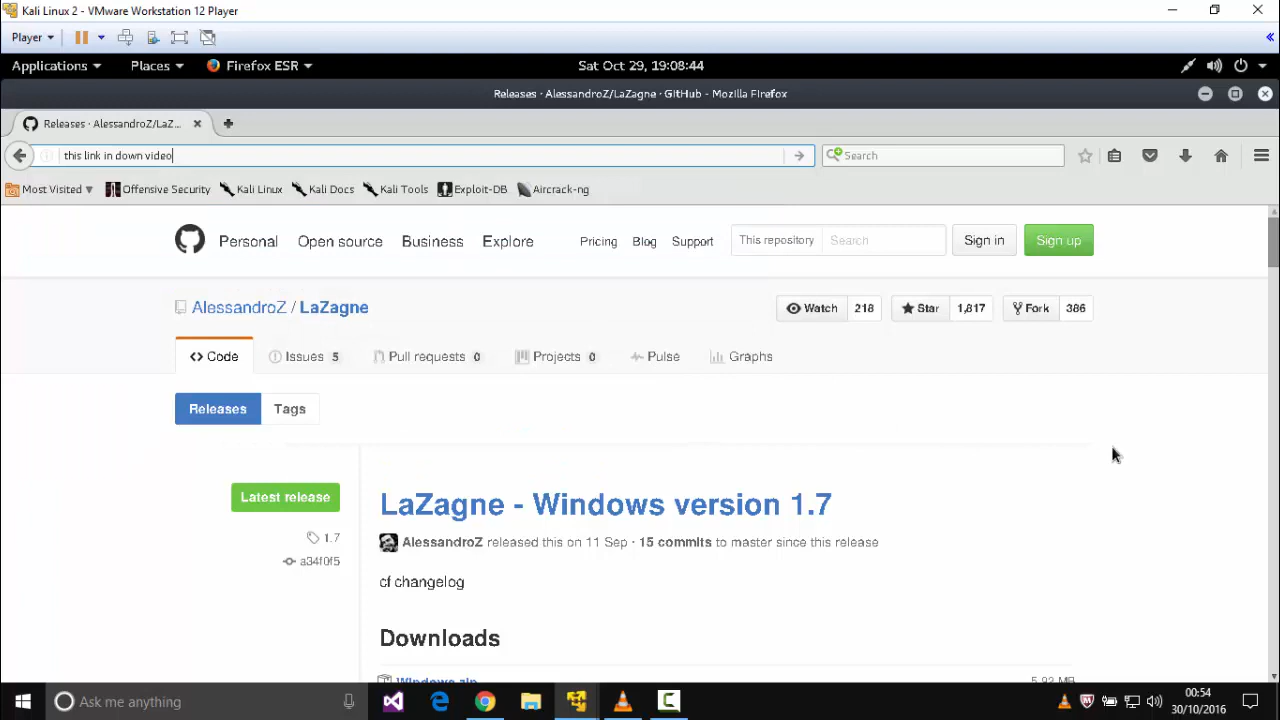 Kali Linux 2 - VMware Workstation 12 Player
Player
Applications Places Firefox ESR Sat Oct 29, 19:08:44
Releases · AlessandroZ/LaZagne · GitHub - Mozilla Firefox
Releases · AlessandroZ/LaZ...
this link in down video Search
Most Visited Offensive Security Kali Linux Kali Docs Kali Tools Exploit-DB Aircrack-ng
Personal Open source Business Explore Pricing Blog Support This repository Search Sign in Sign up
AlessandroZ / LaZagne Watch 218 Star 1,817 Fork 386
Code Issues 5 Pull requests 0 Projects 0 Pulse Graphs
Releases Tags
Latest release
1.7
a34f0f5
LaZagne - Windows version 1.7
AlessandroZ released this on 11 Sep · 15 commits to master since this release
cf changelog
Downloads
Windows.zip 5.92 MB
Ask me anything
00:54
30/10/2016